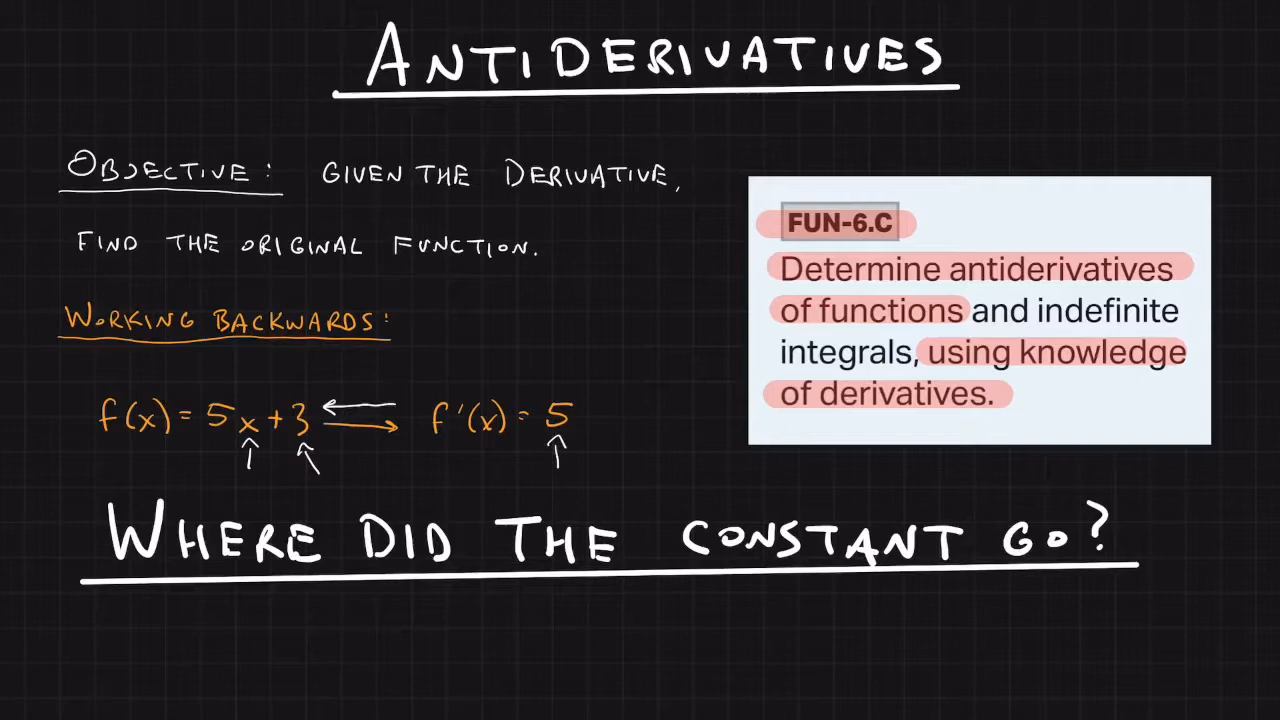 ANTIDERIVATIVES
OBJECTIVE: GIVEN THE DERIVATIVE,
FIND THE ORIGINAL FUNCTION.
WORKING BACKWARDS:
f(x) = 5x + 3 f'(x) = 5
WHERE DID THE CONSTANT GO?
FUN-6.C
Determine antiderivatives
of functions and indefinite
integrals, using knowledge
of derivatives.